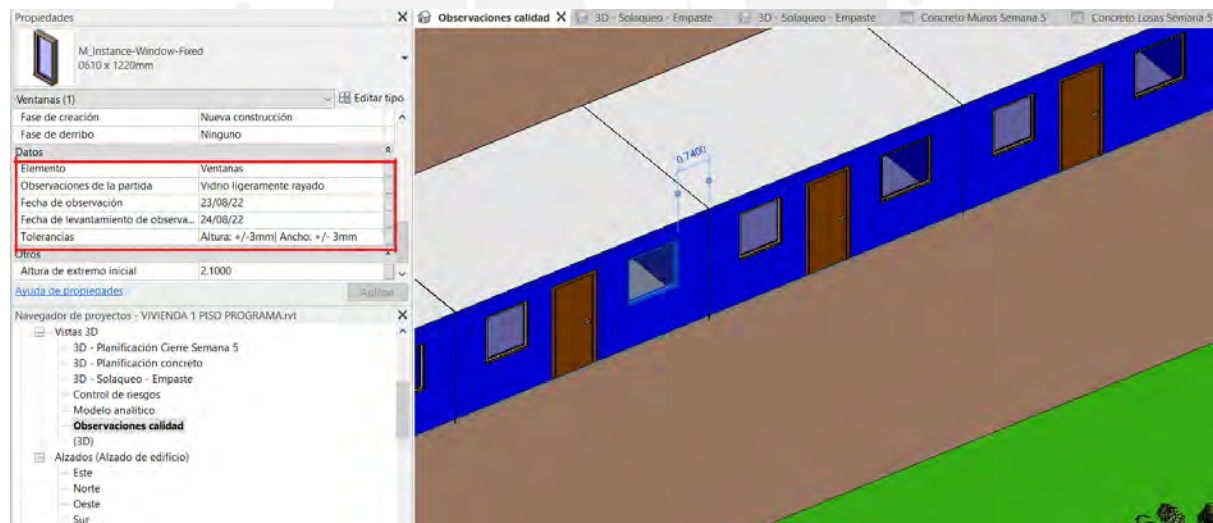 Propiedades
M_Instance-Window-Fixed
0610 x 1220mm
Ventanas (1)
Editar tipo
Fase de creación Nueva construcción
Fase de derribo Ninguno
Datos
Elemento Ventanas
Observaciones de la partida Vidrio ligeramente rayado
Fecha de observación 23/08/22
Fecha de levantamiento de observa... 24/08/22
Tolerancias Altura: +/-3mm| Ancho: +/- 3mm
Otros
Altura de extremo inicial 2.1000
Ayuda de propiedades
Aplicar
Navegador de proyectos - VIVIENDA 1 PISO PROGRAMA.rvt
Vistas 3D
3D - Planificación Cierre Semana 5
3D - Planificación concreto
3D - Solaqueo - Empaste
Control de riesgos
Modelo analítico
Observaciones calidad
{3D}
Alzados (Alzado de edificio)
Este
Norte
Oeste
Sur
Observaciones calidad
3D - Solaqueo - Empaste
3D - Solaqueo - Empaste
Concreto Muros Semana 5
Concreto Losas Semana 5
0.7400